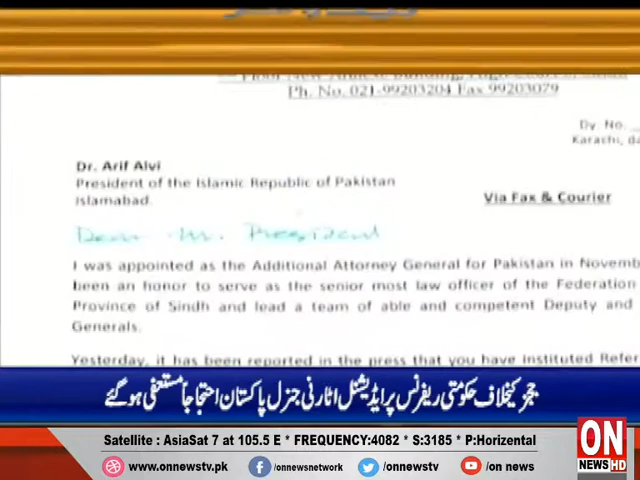 Ph. No. 021-99203204 Fax 99203079
Dy. No.
Karachi,
Dr. Arif Alvi
President of the Islamic Republic of Pakistan
Islamabad.
Via Fax & Courier
Dear Mr. President
I was appointed as the Additional Attorney General for Pakistan in Novemb
been an honor to serve as the senior most law officer of the Federation
Province of Sindh and lead a team of able and competent Deputy and
Generals.
Yesterday, it has been reported in the press that you have instituted Refer
ججز کیخلاف حکومتی ریفرنس پر ایڈیشنل اٹارنی جنرل پاکستان احتجاجاً مستعفی ہو گئے
Satellite : AsiaSat 7 at 105.5 E * FREQUENCY:4082 * S:3185 * P:Horizental
www.onnewstv.pk /onnewsnetwork /onnewstv /on news
ON
NEWS HD